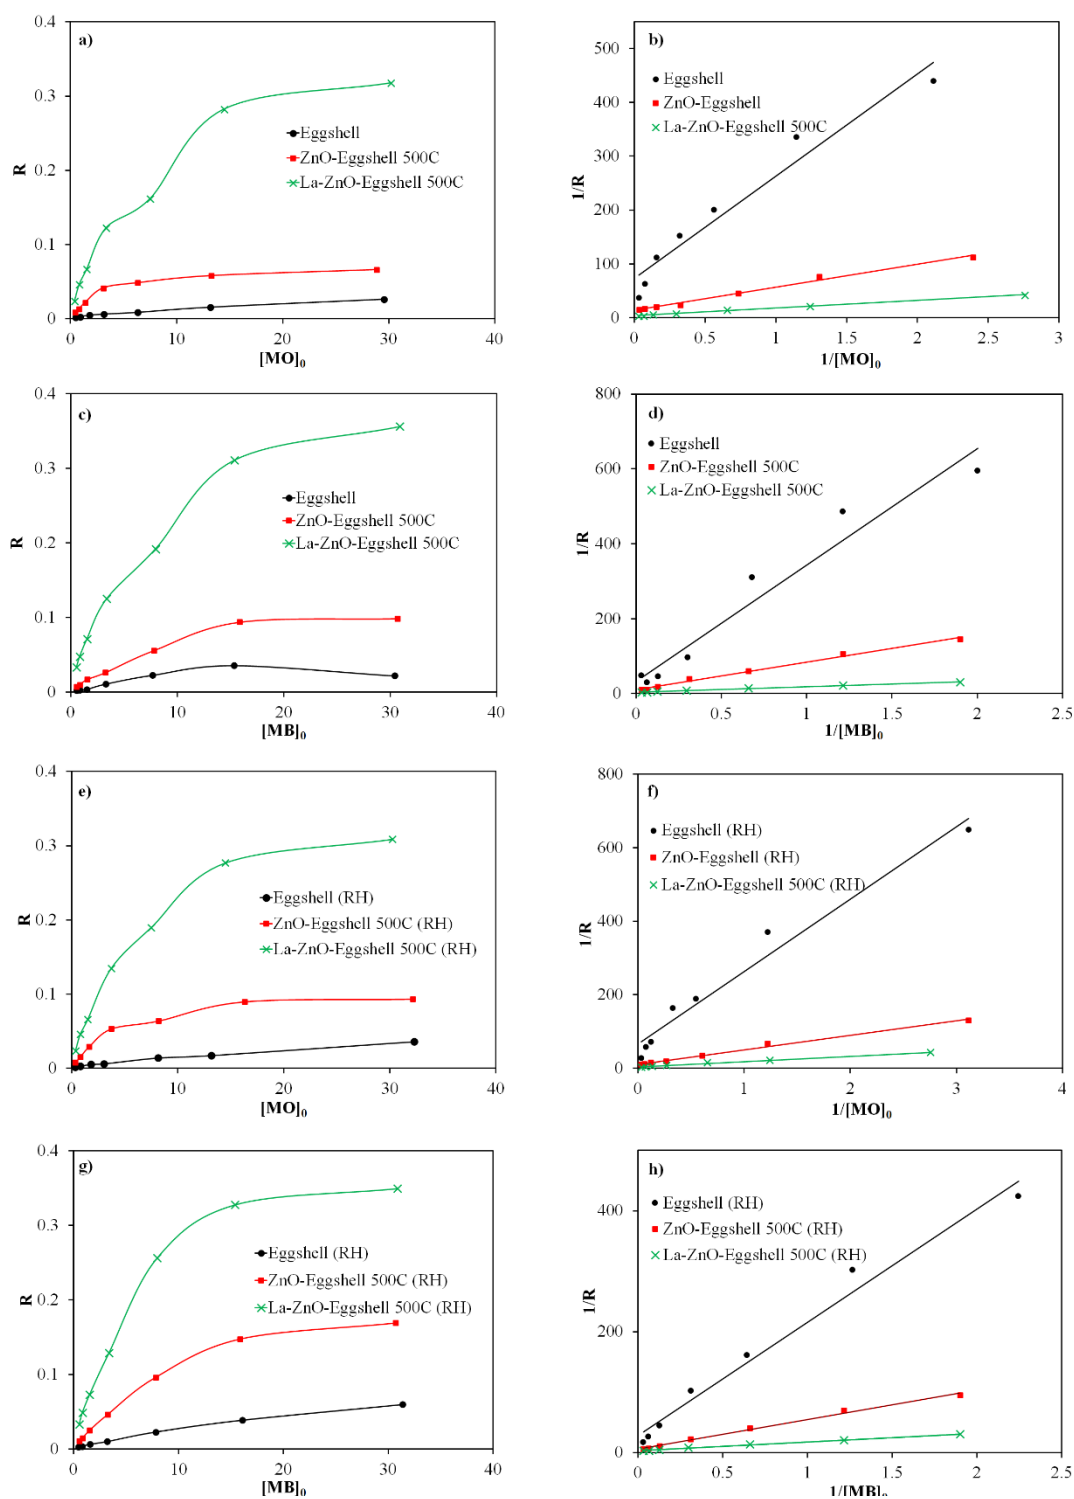 a)
0.4
0.3
0.2
0.1
0
R
Eggshell
ZnO-Eggshell 500C
La-ZnO-Eggshell 500C
0 10 20 30 40
[MO]₀
b)
500
400
300
200
100
0
1/R
Eggshell
ZnO-Eggshell
La-ZnO-Eggshell 500C
0 0.5 1 1.5 2 2.5 3
1/[MO]₀
c)
0.4
0.3
0.2
0.1
0
R
Eggshell
ZnO-Eggshell 500C
La-ZnO-Eggshell 500C
0 10 20 30 40
[MB]₀
d)
800
600
400
200
0
1/R
Eggshell
ZnO-Eggshell 500C
La-ZnO-Eggshell 500C
0 0.5 1 1.5 2 2.5
1/[MB]₀
e)
0.4
0.3
0.2
0.1
0
R
Eggshell (RH)
ZnO-Eggshell 500C (RH)
La-ZnO-Eggshell 500C (RH)
0 10 20 30 40
[MO]₀
f)
800
600
400
200
0
1/R
Eggshell (RH)
ZnO-Eggshell (RH)
La-ZnO-Eggshell 500C (RH)
0 1 2 3 4
1/[MO]₀
g)
0.4
0.3
0.2
0.1
0
R
Eggshell (RH)
ZnO-Eggshell 500C (RH)
La-ZnO-Eggshell 500C (RH)
0 10 20 30 40
[MB]₀
h)
400
200
0
1/R
Eggshell (RH)
ZnO-Eggshell 500C (RH)
La-ZnO-Eggshell 500C (RH)
0 0.5 1 1.5 2 2.5
1/[MB]₀